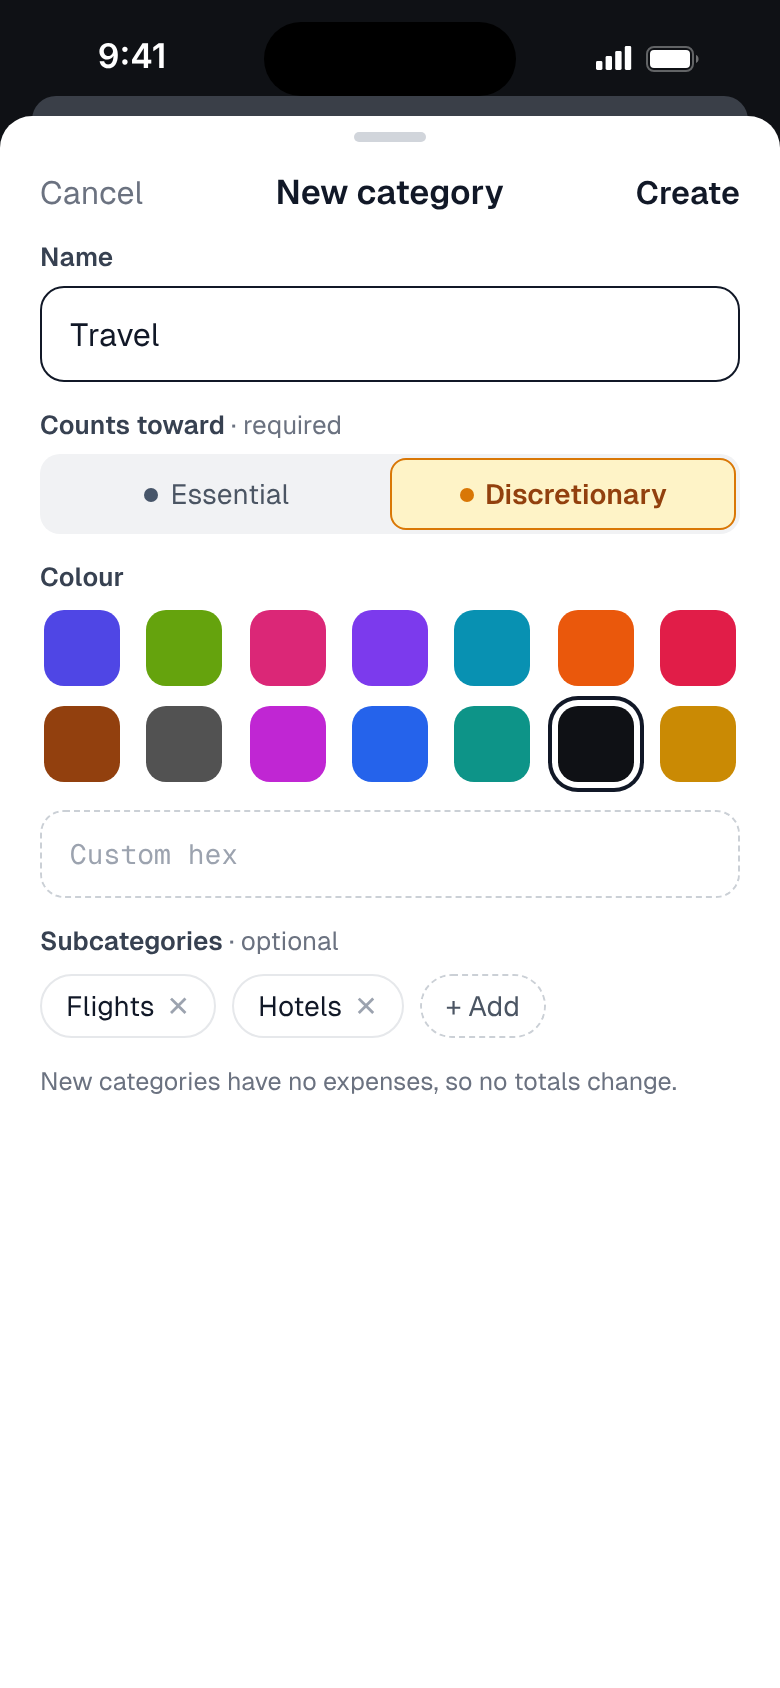 9:41
Cancel New category Create
Name
Travel
Counts toward · required
Essential Discretionary
Colour
Custom hex
Subcategories · optional
Flights ✕ Hotels ✕ + Add
New categories have no expenses, so no totals change.